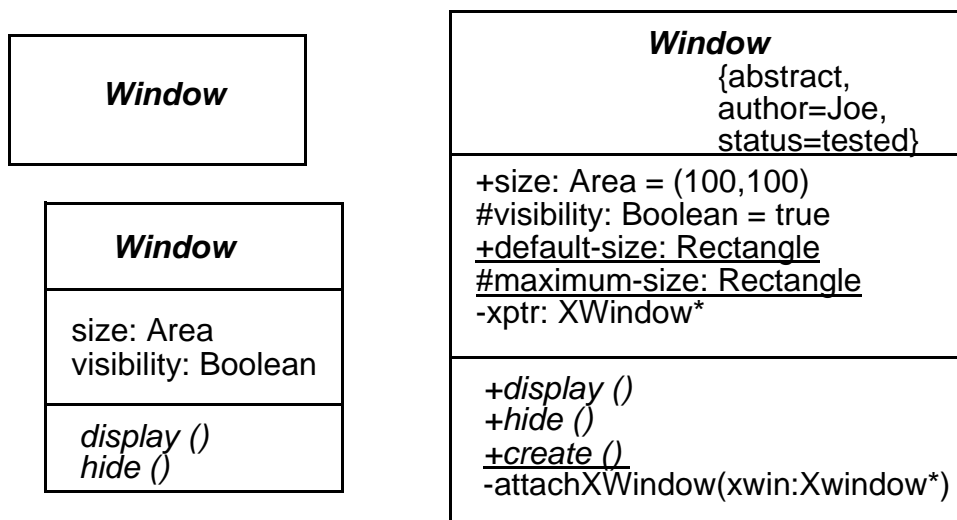 Window
Window
size: Area
visibility: Boolean
display ()
hide ()
Window
{abstract,
author=Joe,
status=tested}
+size: Area = (100,100)
#visibility: Boolean = true
+default-size: Rectangle
#maximum-size: Rectangle
-xptr: XWindow*
+display ()
+hide ()
+create ()
-attachXWindow(xwin:Xwindow*)